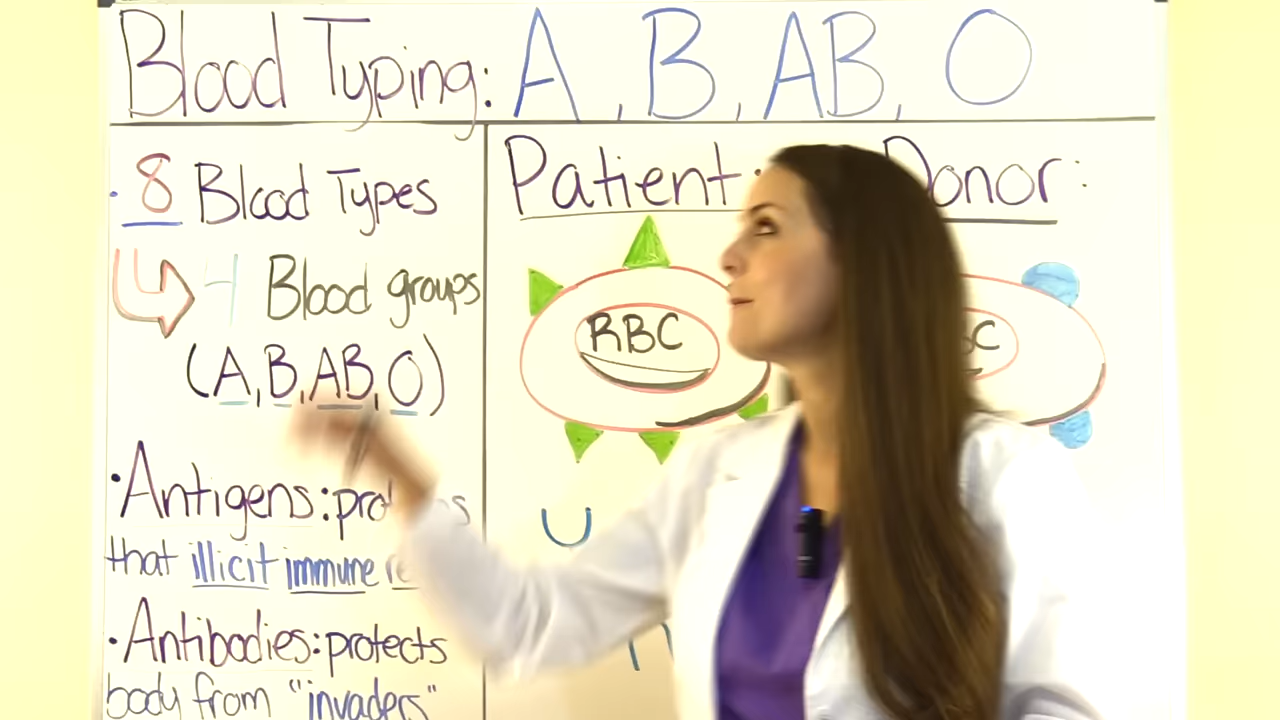 Blood Typing: A, B, AB, O
· 8 Blood Types
4 Blood groups
(A, B, AB, O)
· Antigens:
that illicit immune
· Antibodies: protects
body from "invaders"
Patient:
Donor:
RBC